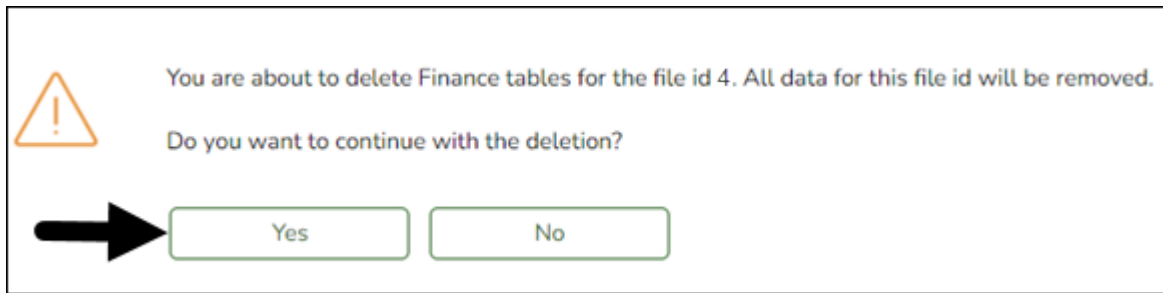 You are about to delete Finance tables for the file id 4. All data for this file id will be removed.
Do you want to continue with the deletion?
Yes No